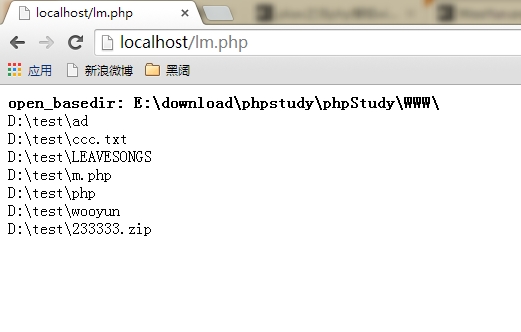 localhost/lm.php
localhost/lm.php
应用
新浪微博
黑阔
open_basedir: E:\download\phpstudy\phpStudy\WWW\
D:\test\ad
D:\test\ccc.txt
D:\test\LEAVESONGS
D:\test\m.php
D:\test\php
D:\test\wooyun
D:\test\233333.zip